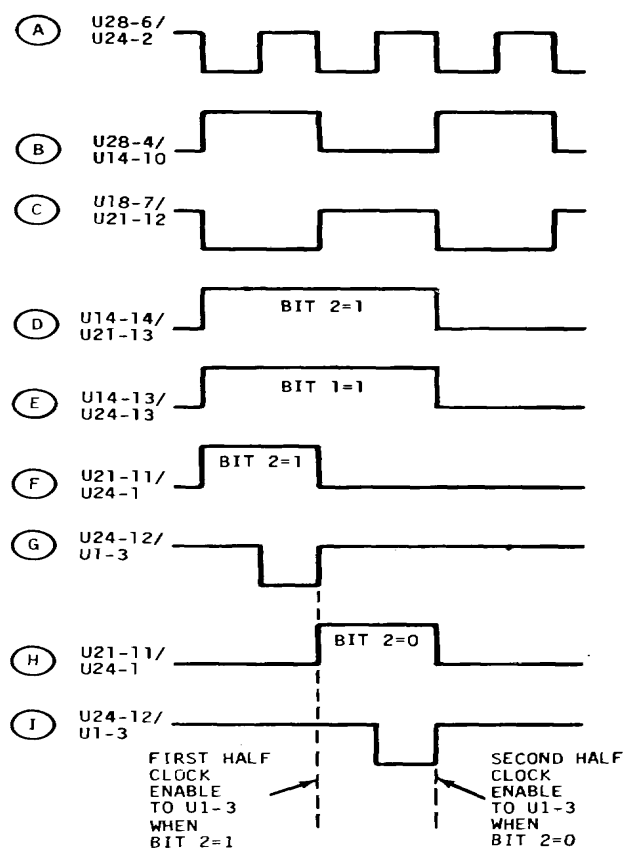 A
U28-6/
U24-2
B
U28-4/
U14-10
C
U18-7/
U21-12
D
U14-14/
U21-13
BIT 2=1
E
U14-13/
U24-13
BIT 1=1
F
U21-11/
U24-1
BIT 2=1
G
U24-12/
U1-3
H
U21-11/
U24-1
BIT 2=0
I
U24-12/
U1-3
FIRST HALF
CLOCK
ENABLE
TO U1-3
WHEN
BIT 2=1
SECOND HALF
CLOCK
ENABLE
TO U1-3
WHEN
BIT 2=0